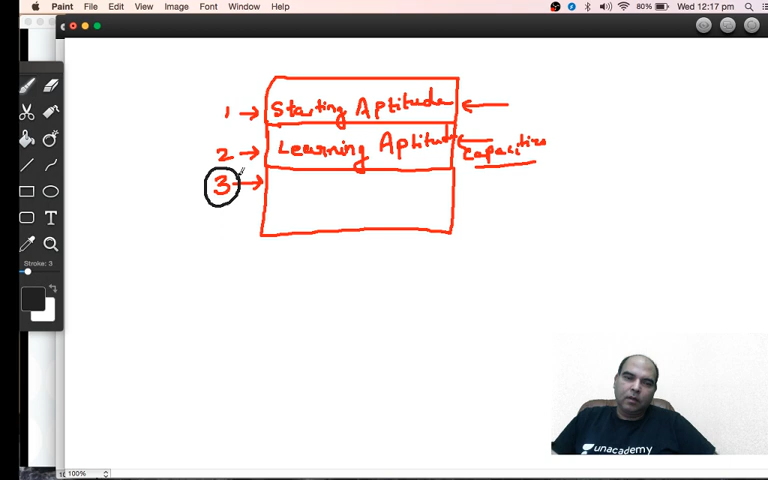 Paint File Edit View Image Font Window Help
80% Wed 12:17 pm
1 Starting Aptitude
2 Learning Aptitude
Capacities
3
Stroke: 3
unacademy
100%